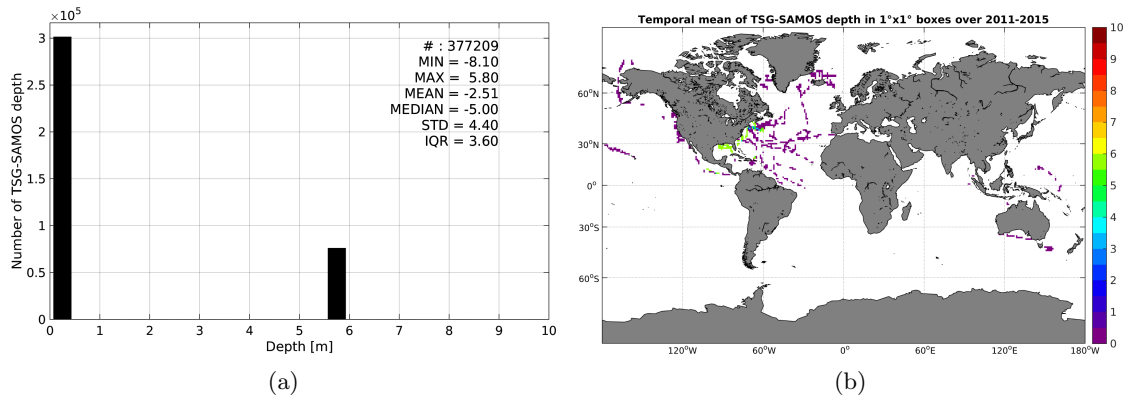 ×10⁵
3
2.5
2
1.5
1
0.5
0
Number of TSG-SAMOS depth
# : 377209
MIN = -8.10
MAX = 5.80
MEAN = -2.51
MEDIAN = -5.00
STD = 4.40
IQR = 3.60
0 1 2 3 4 5 6 7 8 9 10
Depth [m]
(a)
Temporal mean of TSG-SAMOS depth in 1°x1° boxes over 2011-2015
60°N
30°N
0°
30°S
60°S
120°W 60°W 0° 60°E 120°E 180°W
10
9
8
7
6
5
4
3
2
1
0
(b)